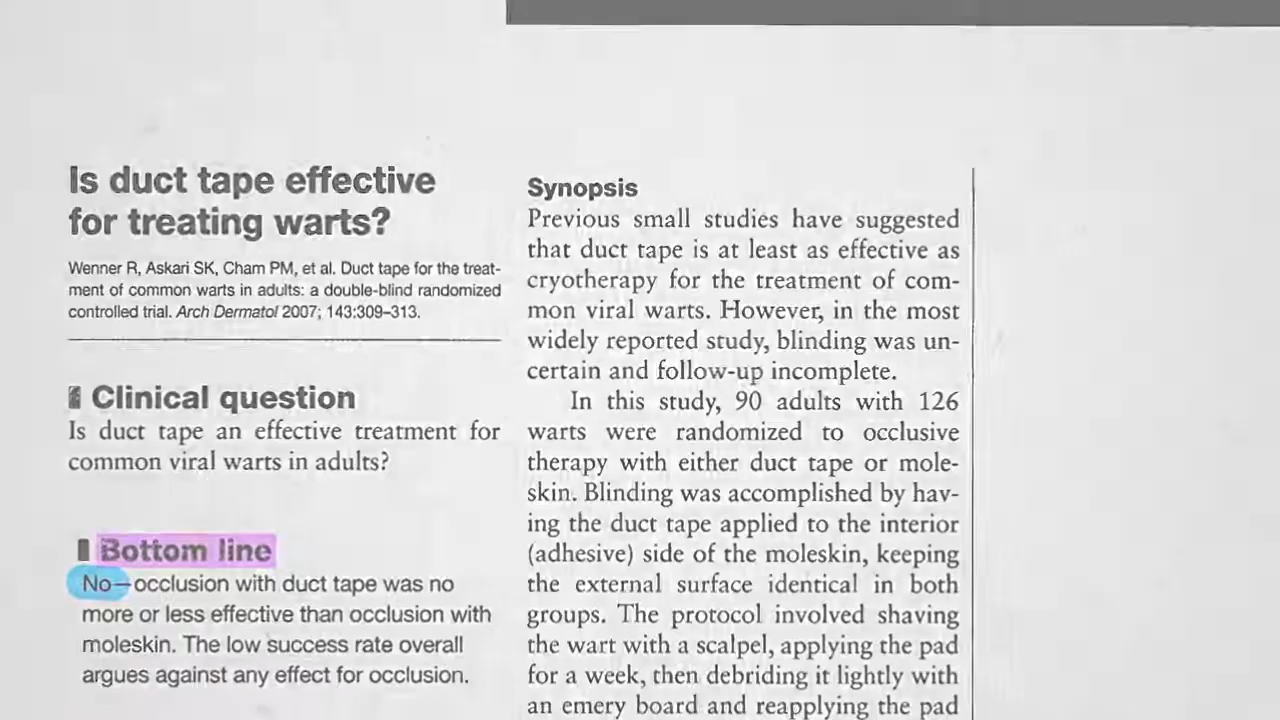 Is duct tape effective
for treating warts?
Wenner R, Askari SK, Cham PM, et al. Duct tape for the treat-
ment of common warts in adults: a double-blind randomized
controlled trial. Arch Dermatol 2007; 143:309–313.
Clinical question
Is duct tape an effective treatment for
common viral warts in adults?
Bottom line
No—occlusion with duct tape was no
more or less effective than occlusion with
moleskin. The low success rate overall
argues against any effect for occlusion.
Synopsis
Previous small studies have suggested
that duct tape is at least as effective as
cryotherapy for the treatment of com-
mon viral warts. However, in the most
widely reported study, blinding was un-
certain and follow-up incomplete.
In this study, 90 adults with 126
warts were randomized to occlusive
therapy with either duct tape or mole-
skin. Blinding was accomplished by hav-
ing the duct tape applied to the interior
(adhesive) side of the moleskin, keeping
the external surface identical in both
groups. The protocol involved shaving
the wart with a scalpel, applying the pad
for a week, then debriding it lightly with
an emery board and reapplying the pad